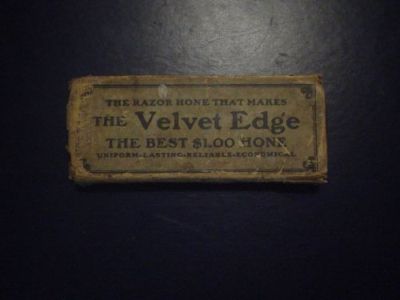 THE RAZOR HONE THAT MAKES
THE Velvet Edge
THE BEST $1.00 HONE
UNIFORM-LASTING-RELIABLE-ECONOMICAL